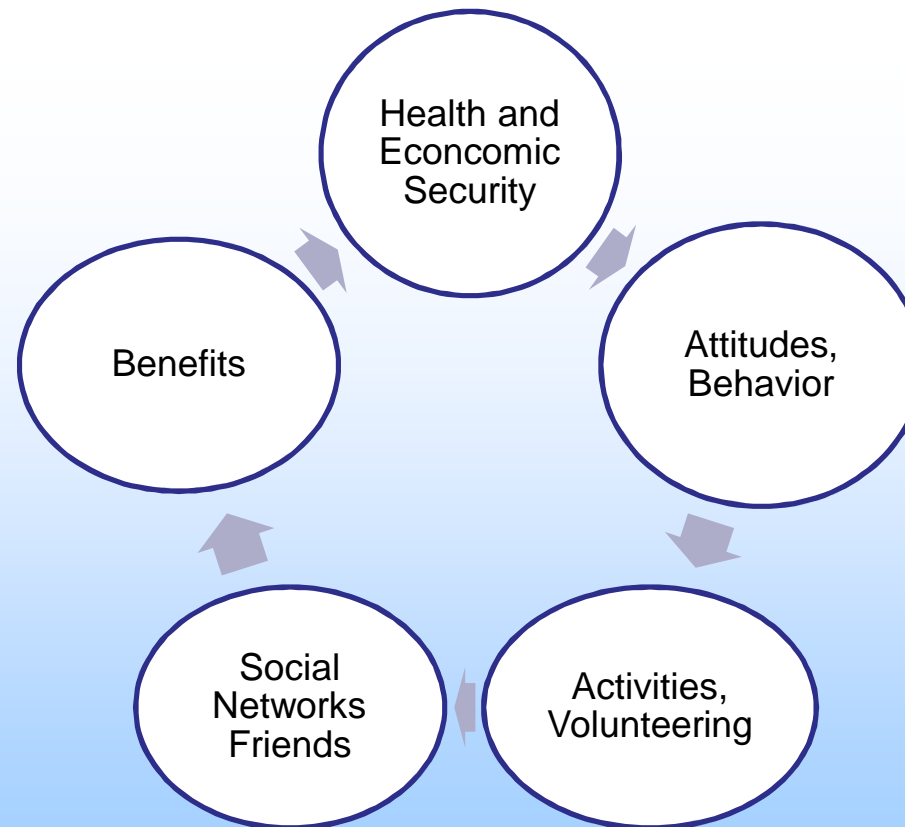 Health and
Econcomic
Security
Attitudes,
Behavior
Activities,
Volunteering
Social
Networks
Friends
Benefits